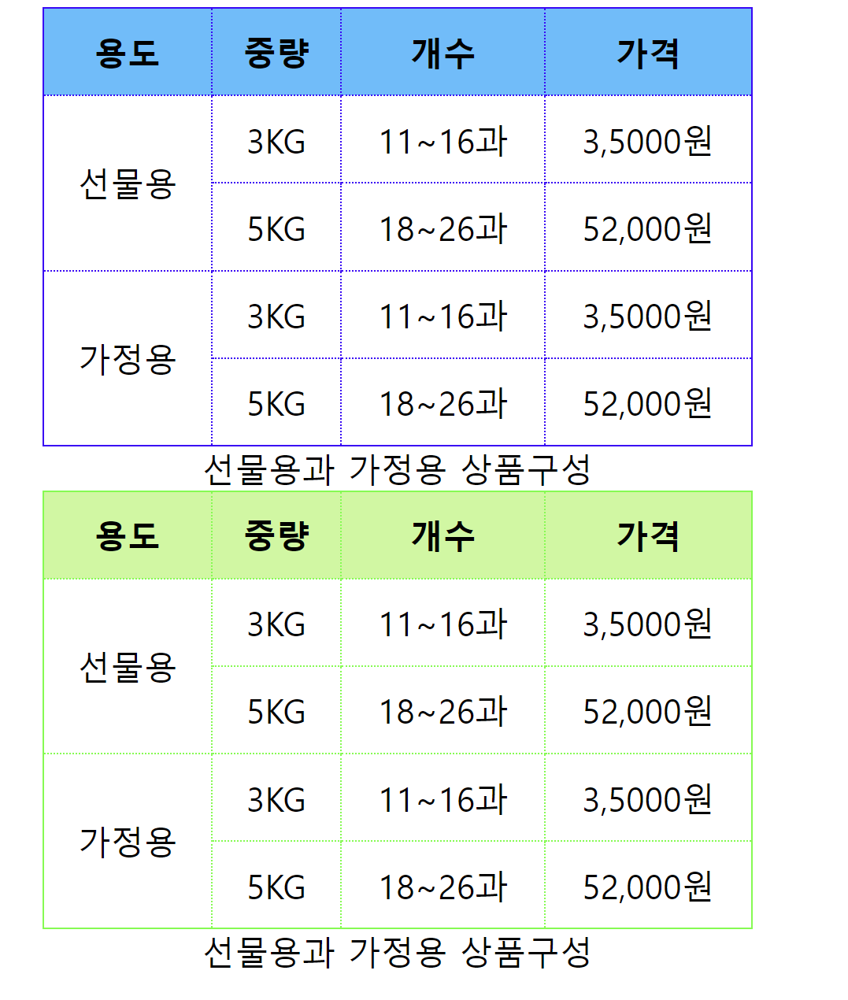 용도 중량 개수 가격
선물용 3KG 11~16과 3,5000원
5KG 18~26과 52,000원
가정용 3KG 11~16과 3,5000원
5KG 18~26과 52,000원
선물용과 가정용 상품구성
용도 중량 개수 가격
선물용 3KG 11~16과 3,5000원
5KG 18~26과 52,000원
가정용 3KG 11~16과 3,5000원
5KG 18~26과 52,000원
선물용과 가정용 상품구성